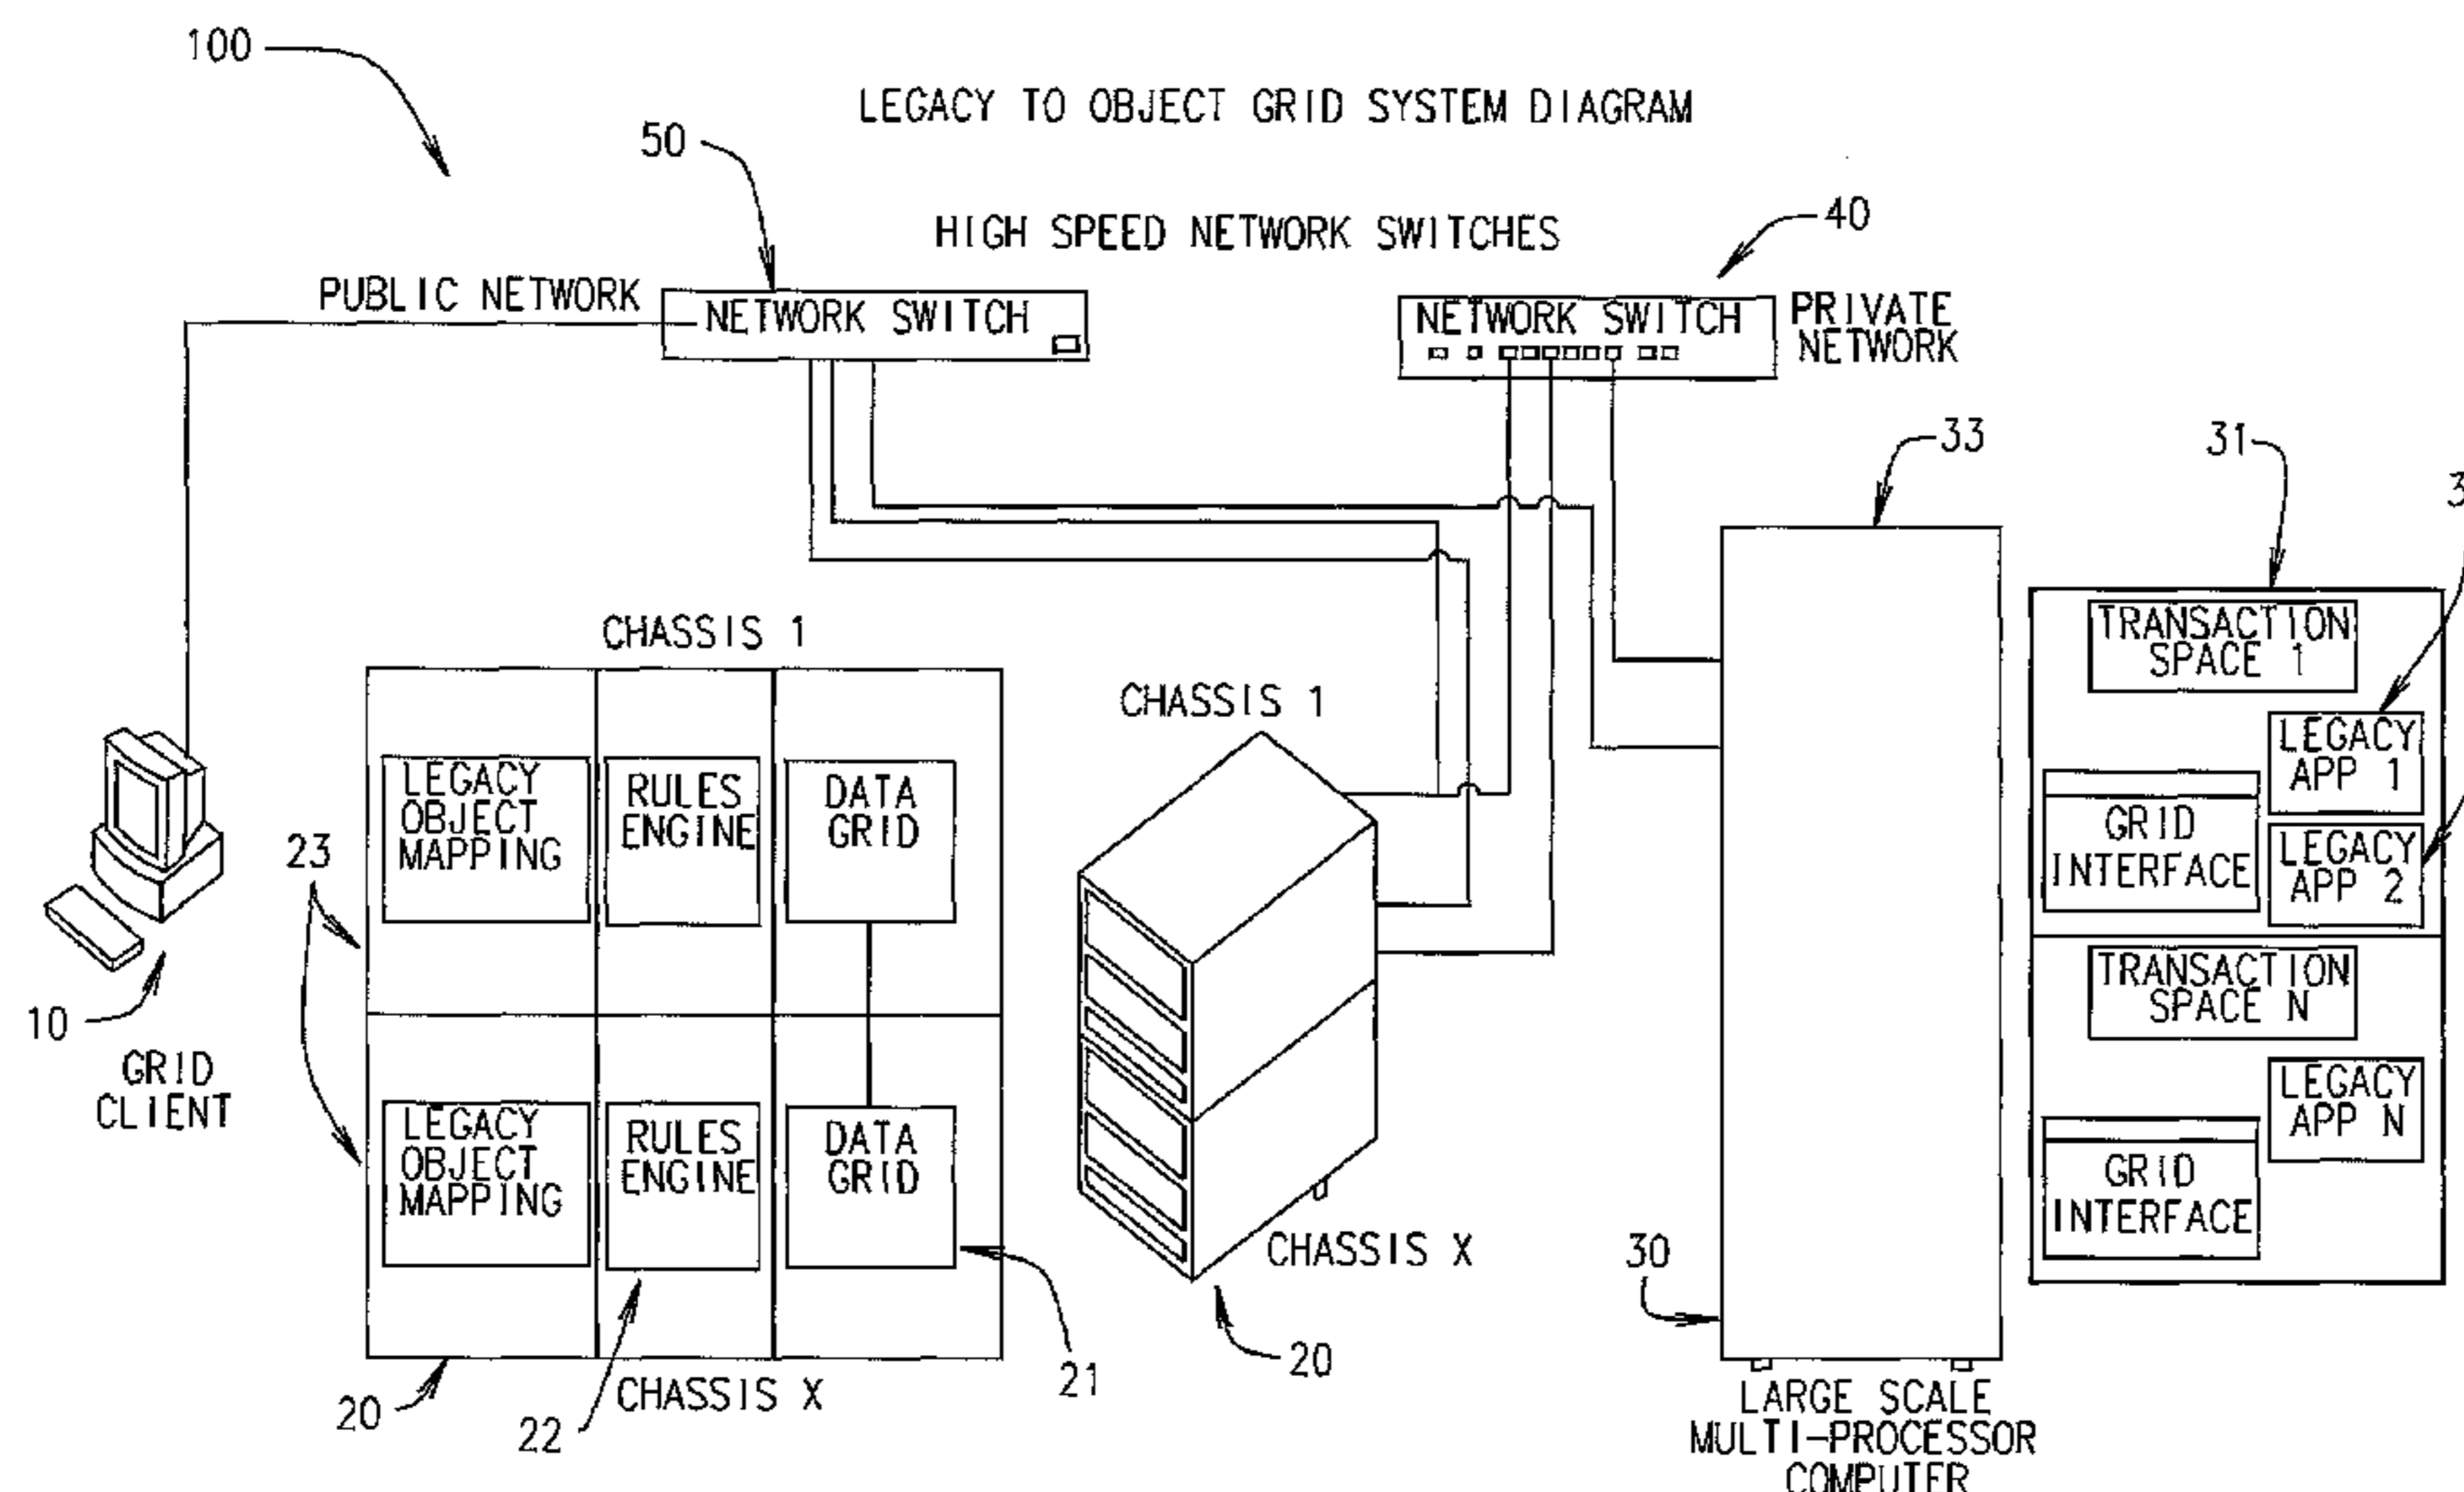 100
LEGACY TO OBJECT GRID SYSTEM DIAGRAM
50
HIGH SPEED NETWORK SWITCHES
40
PUBLIC NETWORK
NETWORK SWITCH
NETWORK SWITCH
PRIVATE
NETWORK
33
31
CHASSIS 1
LEGACY
OBJECT
MAPPING
RULES
ENGINE
DATA
GRID
23
10
GRID
CLIENT
LEGACY
OBJECT
MAPPING
RULES
ENGINE
DATA
GRID
20
22
CHASSIS X
21
CHASSIS 1
CHASSIS X
20
30
LARGE SCALE
MULTI-PROCESSOR
COMPUTER
TRANSACTION
SPACE 1
LEGACY
APP 1
GRID
INTERFACE
LEGACY
APP 2
TRANSACTION
SPACE N
LEGACY
APP N
GRID
INTERFACE